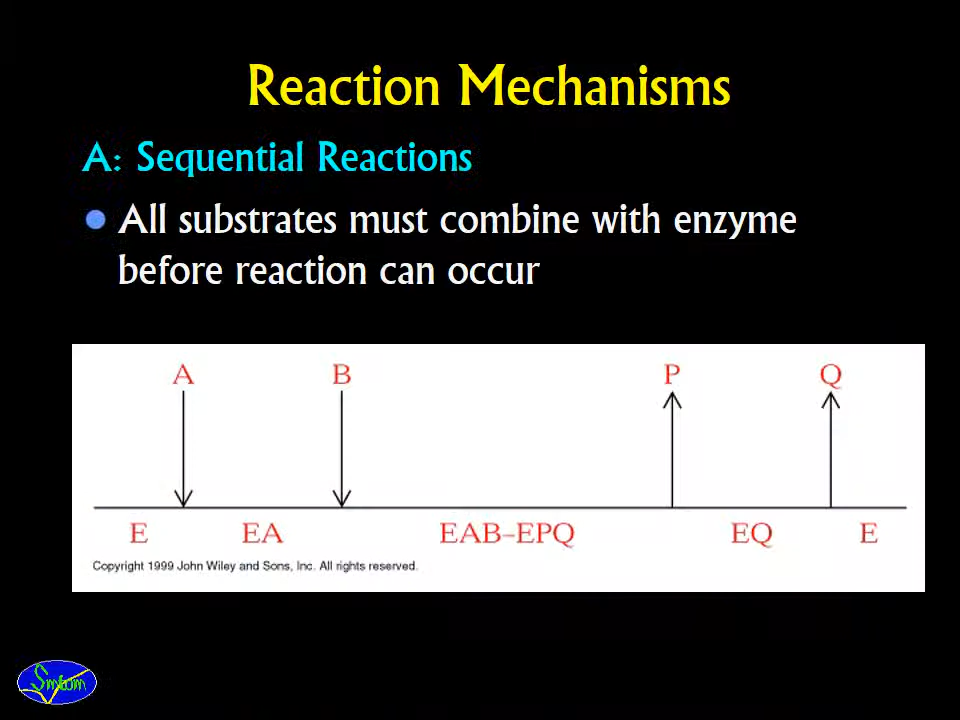 Reaction Mechanisms
A: Sequential Reactions
All substrates must combine with enzyme
before reaction can occur
A B P Q
E EA EAB-EPQ EQ E
Copyright 1999 John Wiley and Sons, Inc. All rights reserved.